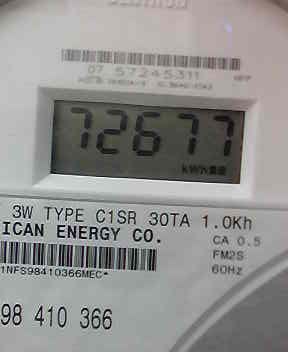 07 57245311
72677
kWh
3W TYPE C1SR 30TA 1.0Kh
ICAN ENERGY CO.
CA 0.5
FM2S
60Hz
1NFS98410366MEC*
98 410 366